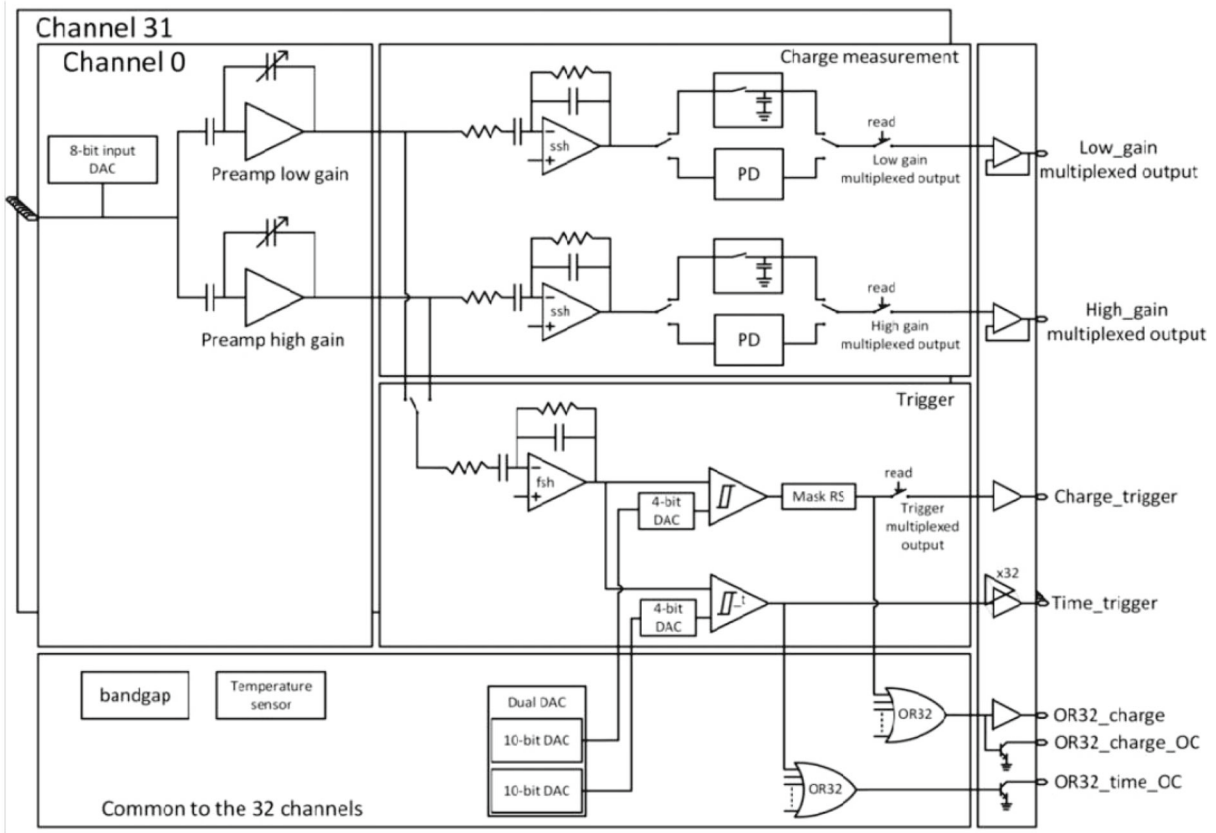 Channel 31
Channel 0
8-bit input
DAC
Preamp low gain
Preamp high gain
Charge measurement
ssh
PD
read
Low gain
multiplexed output
Low_gain
multiplexed output
ssh
PD
read
High gain
multiplexed output
High_gain
multiplexed output
Trigger
fsh
4-bit
DAC
Mask RS
read
Trigger
multiplexed
output
Charge_trigger
4-bit
DAC
_t
x32
Time_trigger
bandgap
Temperature
sensor
Dual DAC
10-bit DAC
10-bit DAC
OR32
OR32
OR32_charge
OR32_charge_OC
OR32_time_OC
Common to the 32 channels